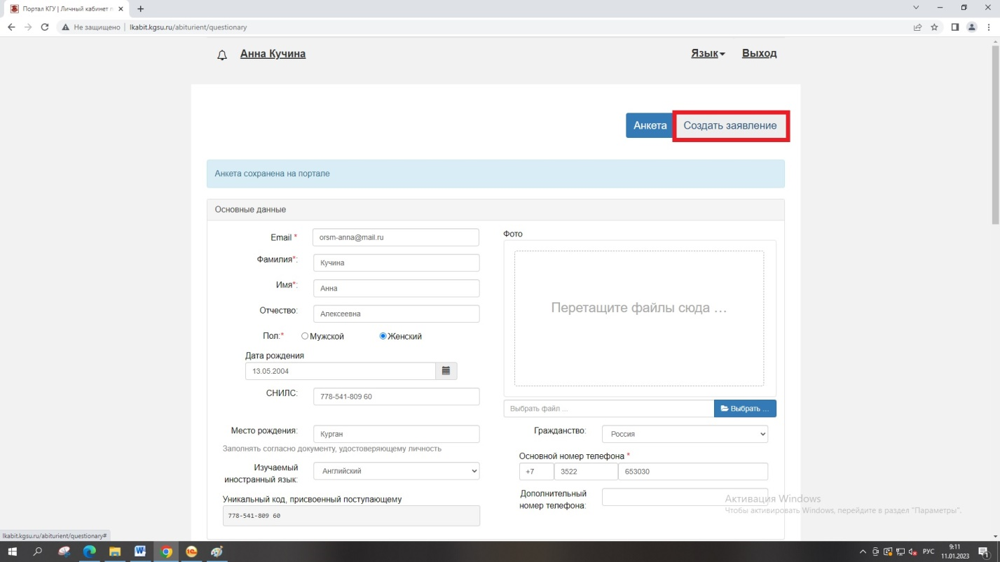 Портал КГУ | Личный кабинет п
Не защищено
lkabit.kgsu.ru/abiturient/questionary
Анна Кучина
Язык
Выход
Анкета
Создать заявление
Анкета сохранена на портале
Основные данные
Email *
orsm-anna@mail.ru
Фото
Фамилия*:
Кучина
Имя*:
Анна
Перетащите файлы сюда …
Отчество:
Алексеевна
Пол:*
Мужской
Женский
Дата рождения
13.05.2004
СНИЛС:
778-541-809 60
Выбрать файл ...
Выбрать ...
Место рождения:
Курган
Гражданство:
Россия
Заполнять согласно документу, удостоверяющему личность
Основной номер телефона *
Изучаемый
иностранный язык:
Английский
+7
3522
653030
Уникальный код, присвоенный поступающему
778-541-809 60
Дополнительный
номер телефона:
Активация Windows
Чтобы активировать Windows, перейдите в раздел "Параметры".
lkabit.kgsu.ru/abiturient/questionary#
РУС
9:11
11.01.2023
1